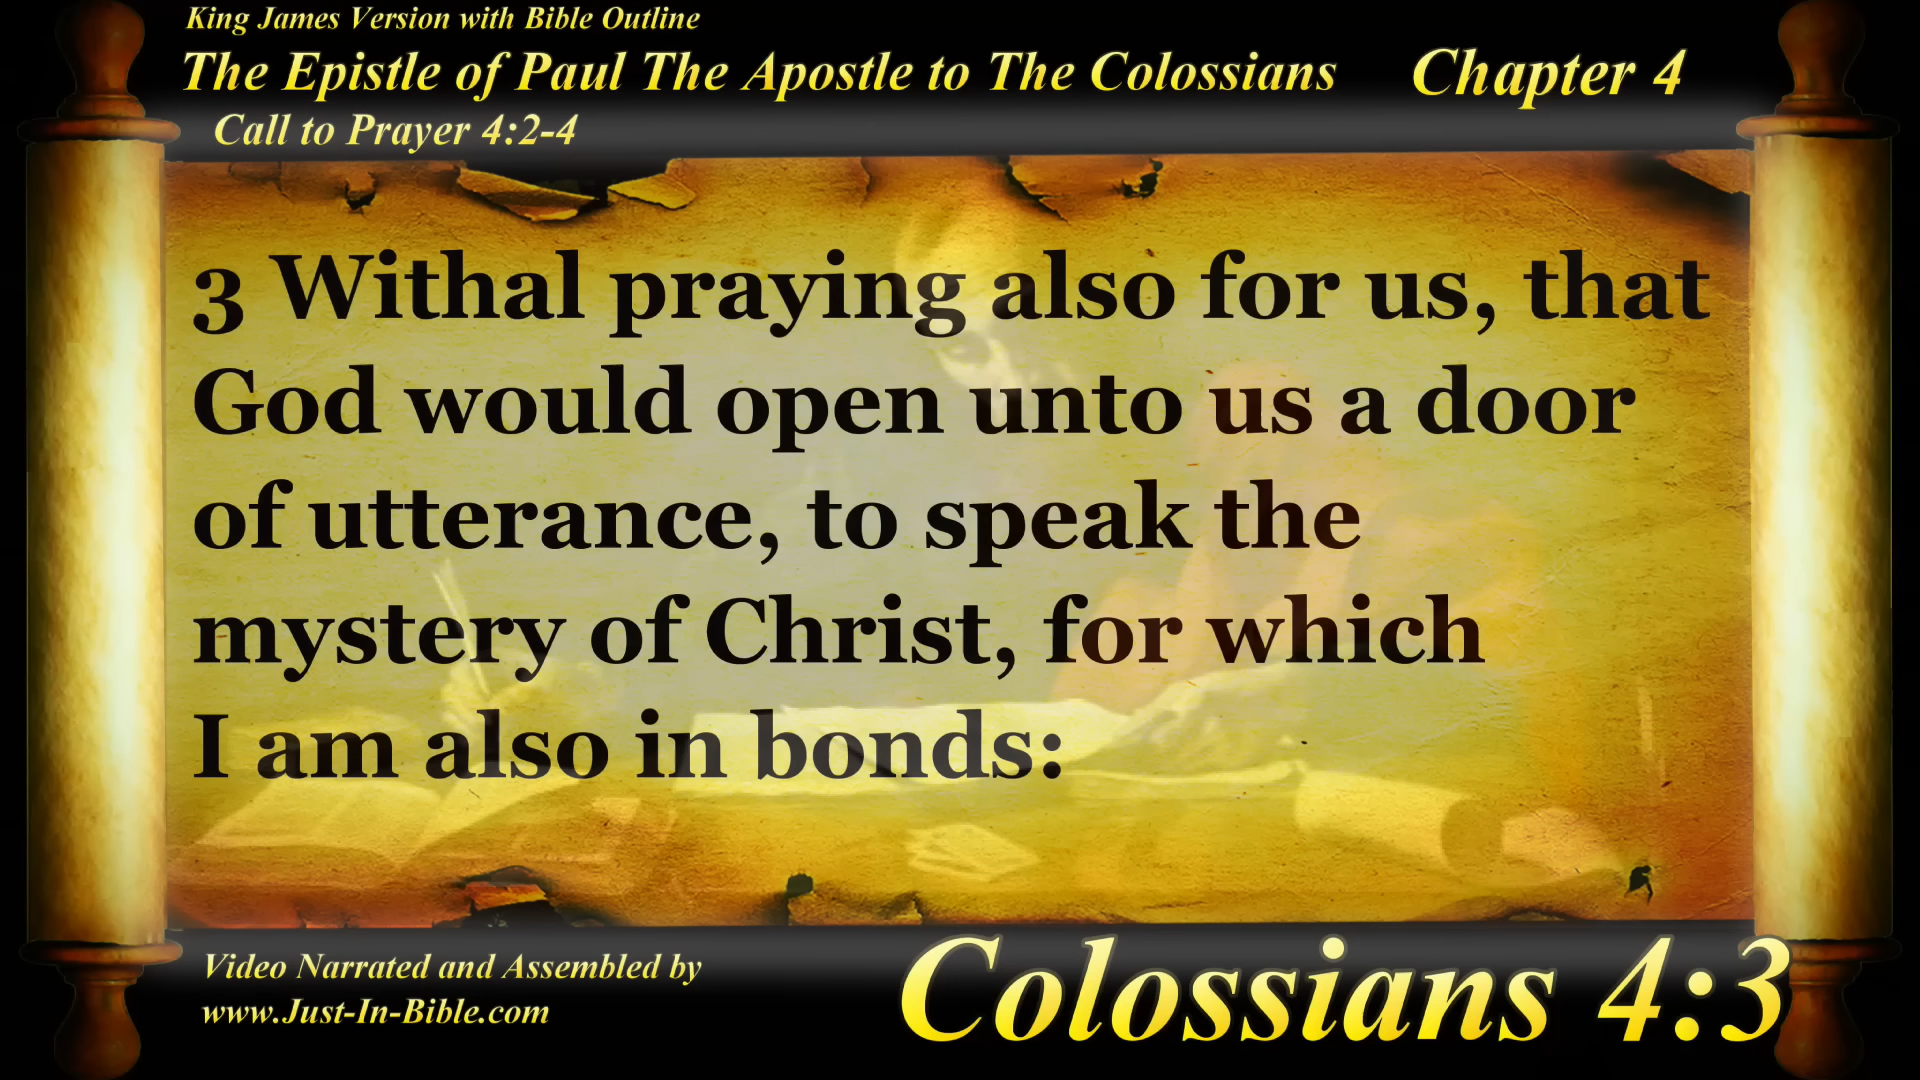 King James Version with Bible Outline
The Epistle of Paul The Apostle to The Colossians
Chapter 4
Call to Prayer 4:2-4
3 Withal praying also for us, that
God would open unto us a door
of utterance, to speak the
mystery of Christ, for which
I am also in bonds:
Video Narrated and Assembled by
www.Just-In-Bible.com
Colossians 4:3